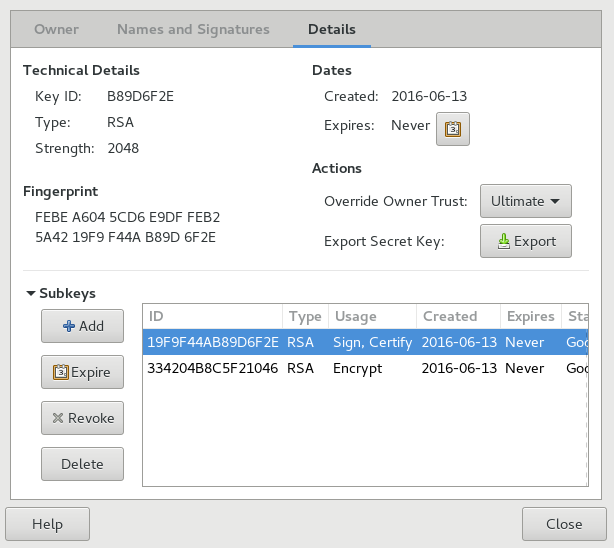 Owner Names and Signatures Details
Technical Details
Key ID: B89D6F2E
Type: RSA
Strength: 2048
Fingerprint
FEBE A604 5CD6 E9DF FEB2
5A42 19F9 F44A B89D 6F2E
Dates
Created: 2016-06-13
Expires: Never
Actions
Override Owner Trust: Ultimate
Export Secret Key: Export
Subkeys
Add
Expire
Revoke
Delete
ID Type Usage Created Expires Sta
19F9F44AB89D6F2E RSA Sign, Certify 2016-06-13 Never Goo
334204B8C5F21046 RSA Encrypt 2016-06-13 Never Goo
Help Close